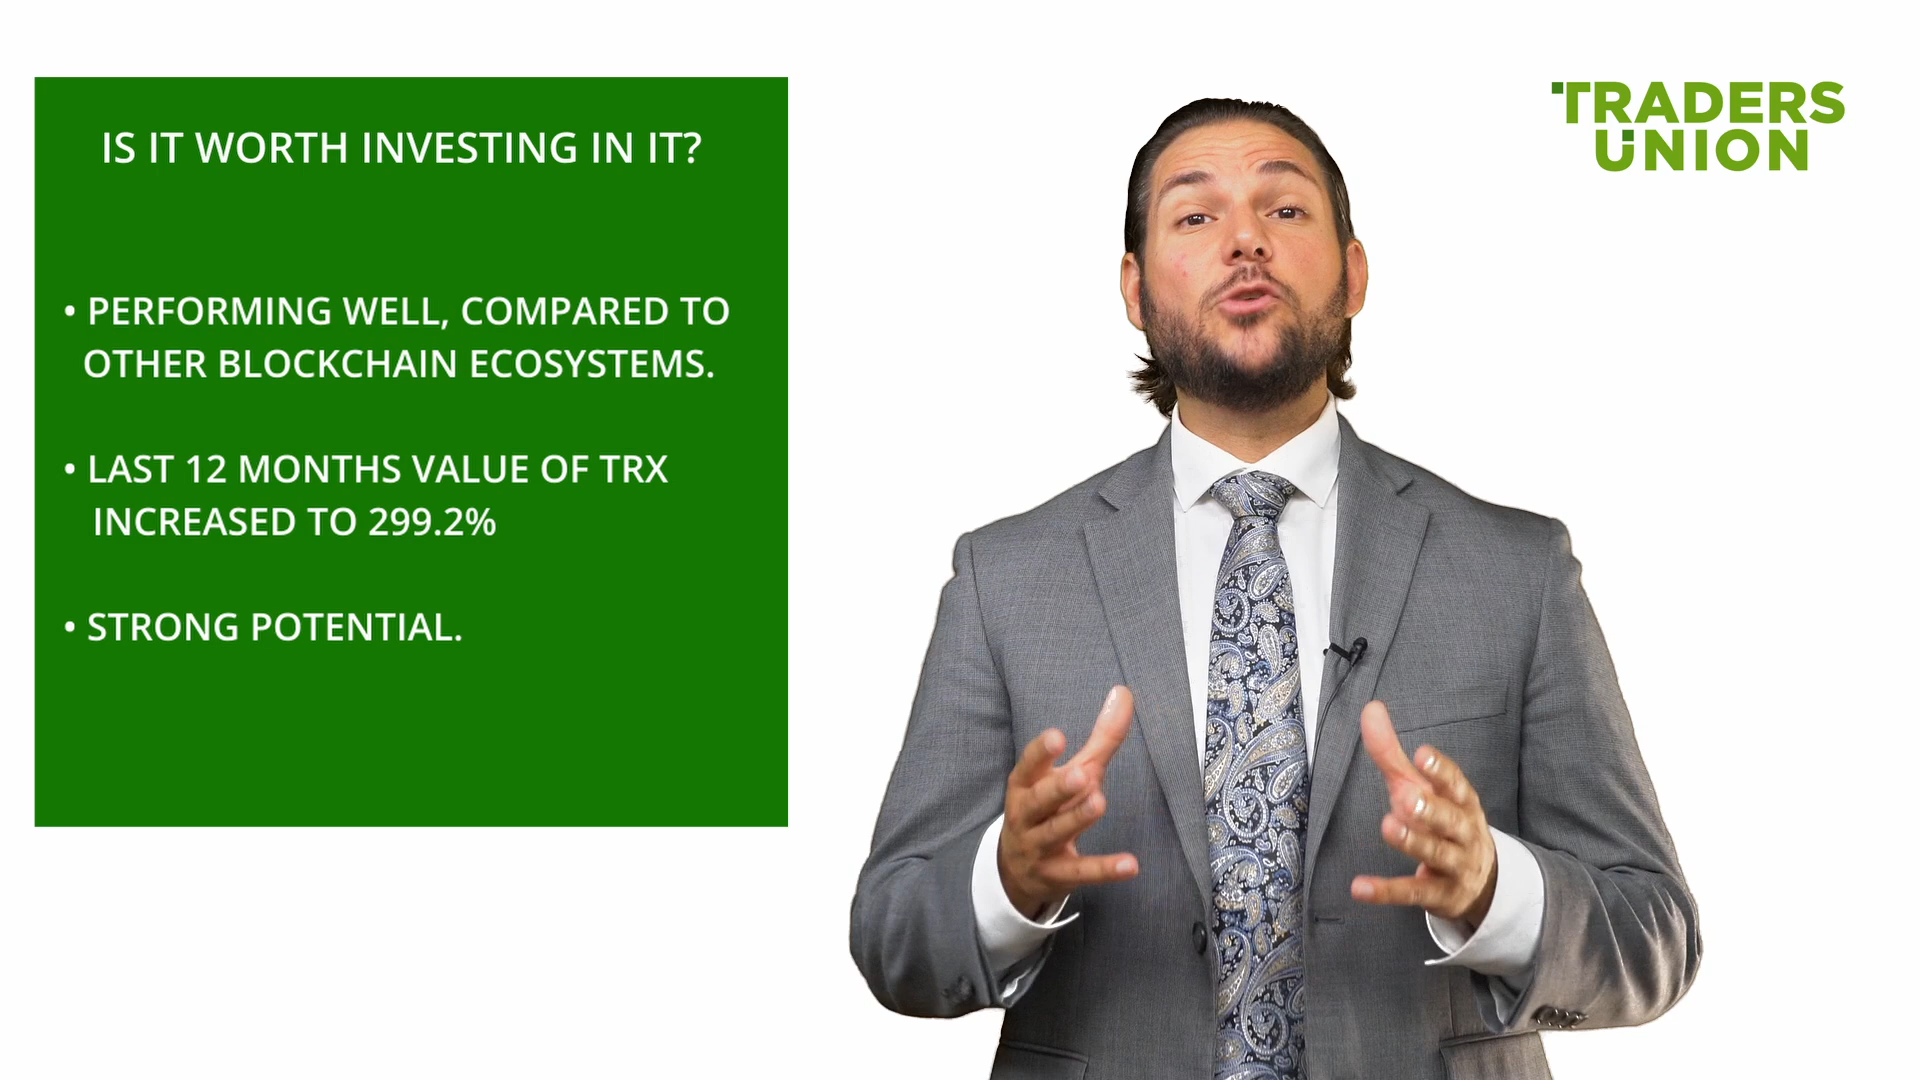 IS IT WORTH INVESTING IN IT?
• PERFORMING WELL, COMPARED TO
OTHER BLOCKCHAIN ECOSYSTEMS.
• LAST 12 MONTHS VALUE OF TRX
INCREASED TO 299.2%
• STRONG POTENTIAL.
TRADERS
UNION